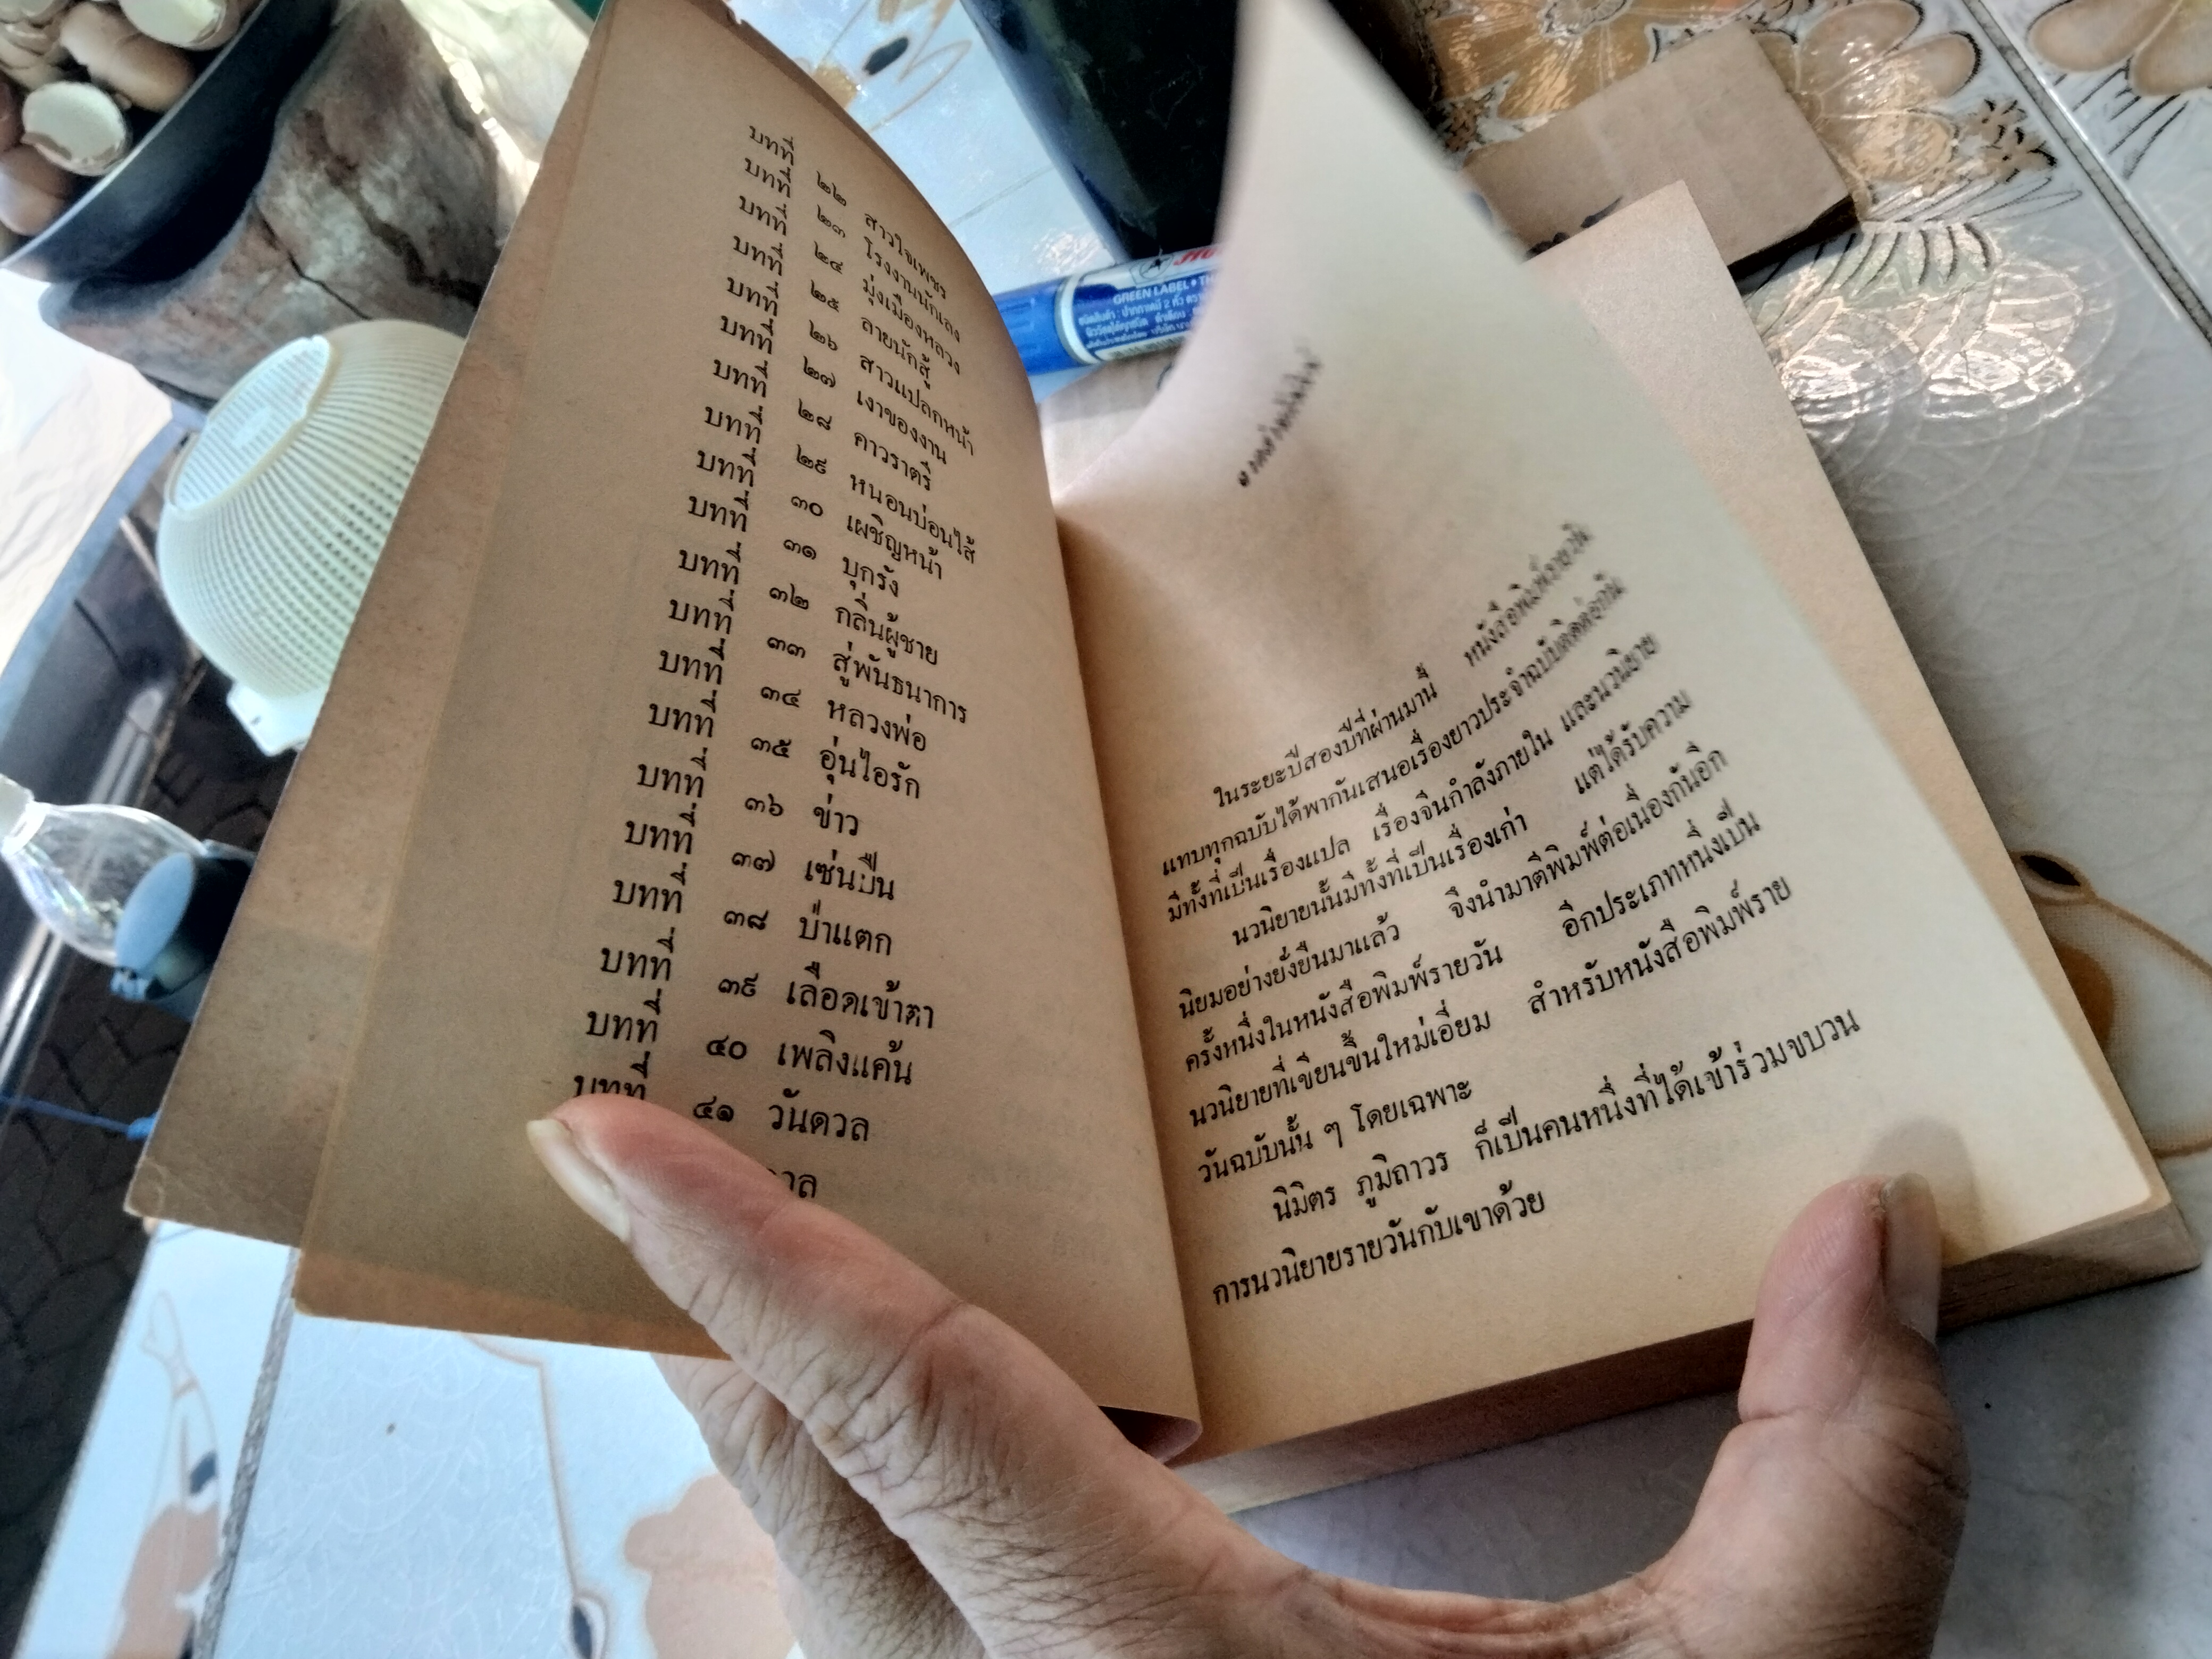 บทที่ ๒๒ สาวใจเพชร
บทที่ ๒๓ โรงงานนักเลง
บทที่ ๒๔ มุ่งเมืองหลวง
บทที่ ๒๕ ลายนักสู้
บทที่ ๒๖ สาวแปลกหน้า
บทที่ ๒๗ เงาของงาน
บทที่ ๒๘ คาวราตรี
บทที่ ๒๙ หนอนบ่อนไส้
บทที่ ๓๐ เผชิญหน้า
บทที่ ๓๑ บุกรัง
บทที่ ๓๒ กลิ่นผู้ชาย
บทที่ ๓๓ สู่พันธนาการ
บทที่ ๓๔ หลวงพ่อ
บทที่ ๓๕ อุ่นไอรัก
บทที่ ๓๖ ข่าว
บทที่ ๓๗ เซ่นปืน
บทที่ ๓๘ ป่าแตก
บทที่ ๓๙ เลือดเข้าตา
บทที่ ๔๐ เพลิงแค้น
บทที่ ๔๑ วันดวล
ในระยะปีสองปีที่ผ่านมานี้ หนังสือพิมพ์รายวัน
แทบทุกฉบับได้พากันเสนอเรื่องยาวประจำฉบับติดต่อกัน
มีทั้งที่เป็นเรื่องแปล เรื่องจีนกำลังภายใน และนวนิยาย
นวนิยายนั้นมีทั้งที่เป็นเรื่องเก่า แต่ได้รับความ
นิยมอย่างยั่งยืนมาแล้ว จึงนำมาตีพิมพ์ต่อเนื่องกันอีก
ครั้งหนึ่งในหนังสือพิมพ์รายวัน อีกประเภทหนึ่งเป็น
นวนิยายที่เขียนขึ้นใหม่เอี่ยม สำหรับหนังสือพิมพ์ราย
วันฉบับนั้น ๆ โดยเฉพาะ
นิมิตร ภูมิถาวร ก็เป็นคนหนึ่งที่ได้เข้าร่วมขบวน
การนวนิยายรายวันกับเขาด้วย
GREEN LABEL